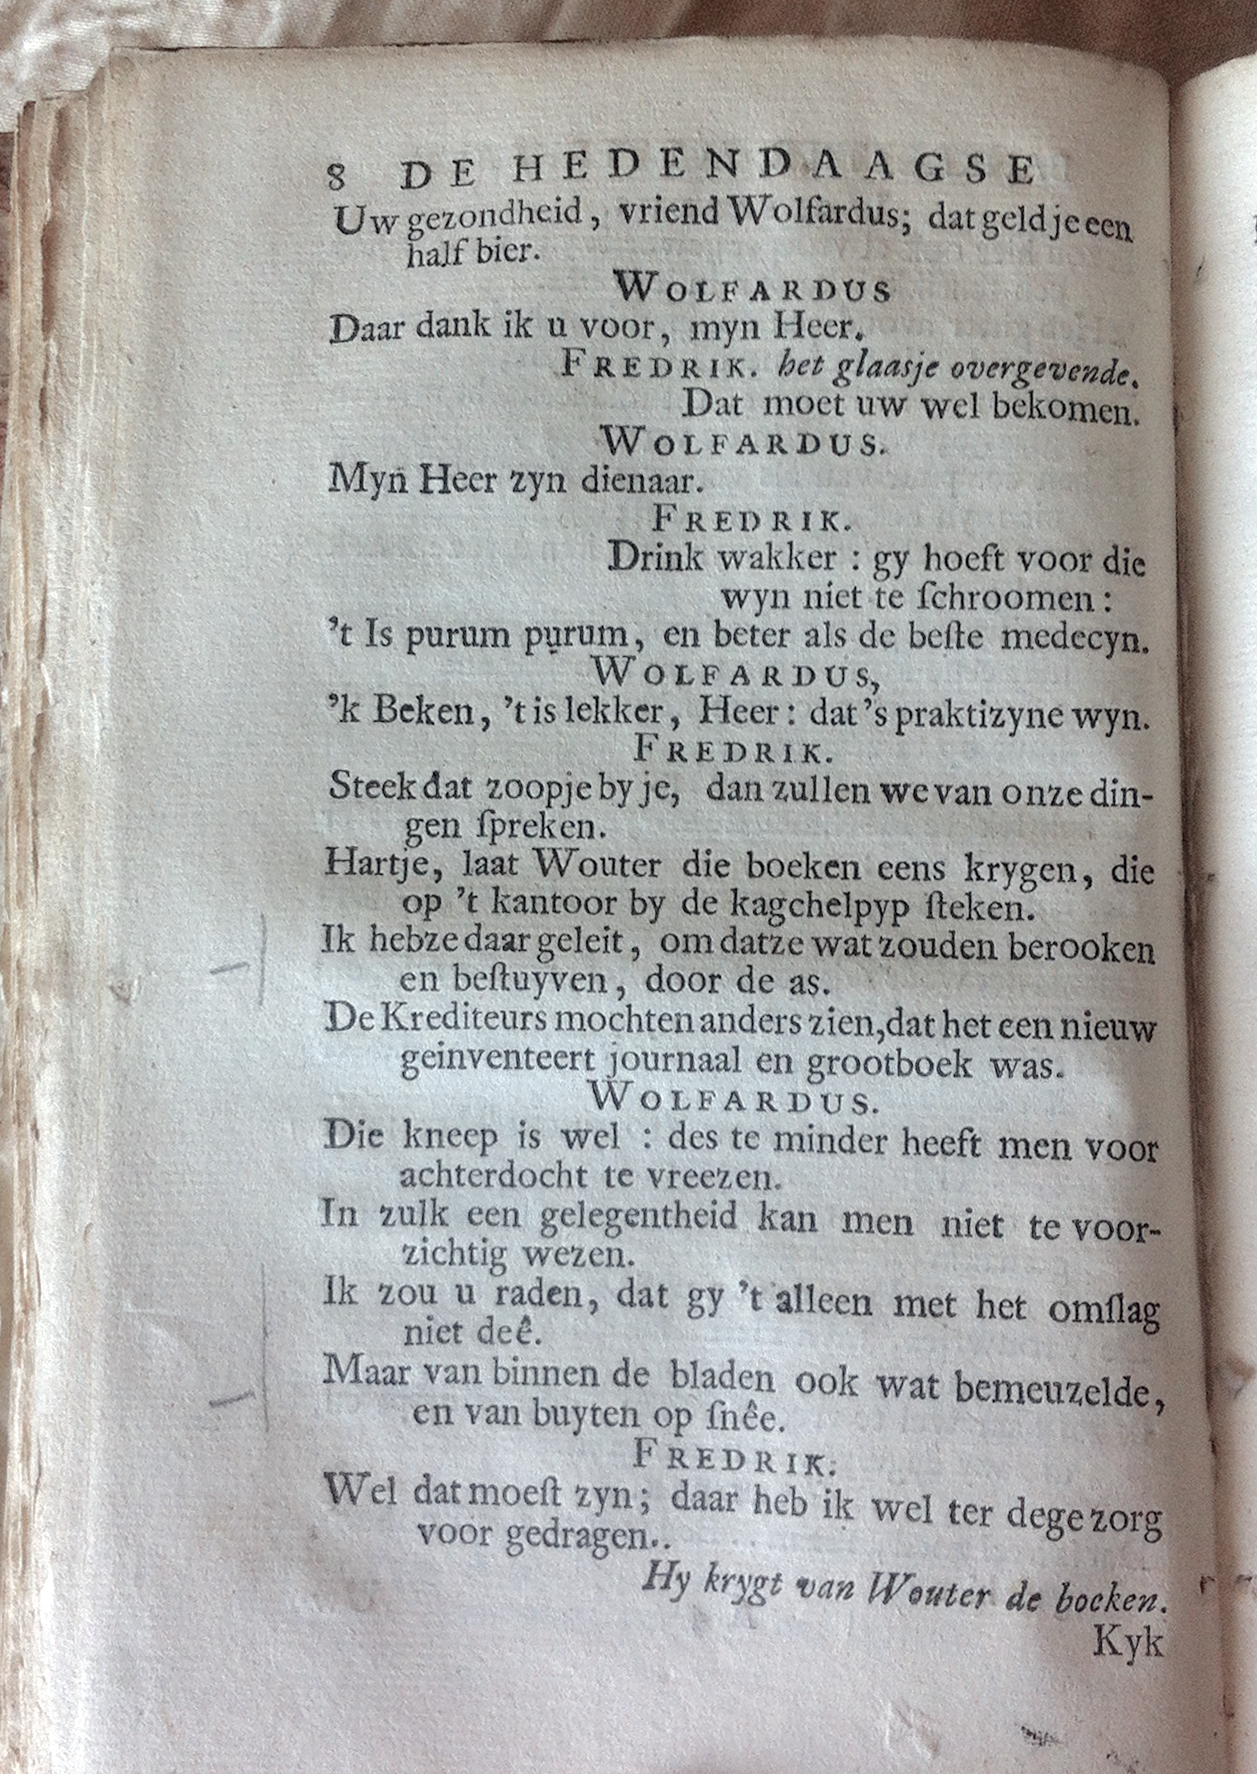 8 DE HEDENDAAGSE
Uw gezondheid, vriend Wolfardus; dat geld je een
half bier.
WOLFARDUS
Daar dank ik u voor, myn Heer.
FREDRIK. het glaasje overgevende.
Dat moet uw wel bekomen.
WOLFARDUS.
Myn Heer zyn dienaar.
FREDRIK.
Drink wakker : gy hoeft voor die
wyn niet te ſchroomen :
't Is purum purum, en beter als de beſte medecyn.
WOLFARDUS,
'k Beken, 't is lekker, Heer : dat 's praktizyne wyn.
FREDRIK.
Steek dat zoopje by je, dan zullen we van onze din-
gen ſpreken.
Hartje, laat Wouter die boeken eens krygen, die
op 't kantoor by de kagchelpyp ſteken.
Ik hebze daar geleit, om datze wat zouden berooken
en beſtuyven, door de as.
De Krediteurs mochten anders zien, dat het een nieuw
geinventeert journaal en grootboek was.
WOLFARDUS.
Die kneep is wel : des te minder heeft men voor
achterdocht te vreezen.
In zulk een gelegentheid kan men niet te voor-
zichtig wezen.
Ik zou u raden, dat gy 't alleen met het omſlag
niet deê.
Maar van binnen de bladen ook wat bemeuzelde,
en van buyten op ſnêe.
FREDRIK.
Wel dat moeſt zyn; daar heb ik wel ter dege zorg
voor gedragen..
Hy krygt van Wouter de boeken.
Kyk